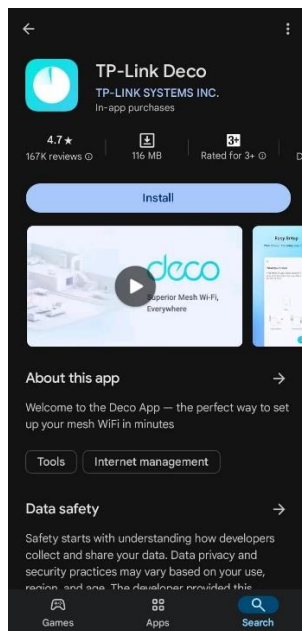 TP-Link Deco
TP-LINK SYSTEMS INC.
In-app purchases
4.7★
167K reviews
116 MB
3+
Rated for 3+
D
Install
deco
Superior Mesh Wi-Fi,
Everywhere
Easy Setup
About this app
Welcome to the Deco App — the perfect way to set
up your mesh WiFi in minutes
Tools
Internet management
Data safety
Safety starts with understanding how developers
collect and share your data. Data privacy and
security practices may vary based on your use,
region, and age. The developer provided this
Games
Apps
Search